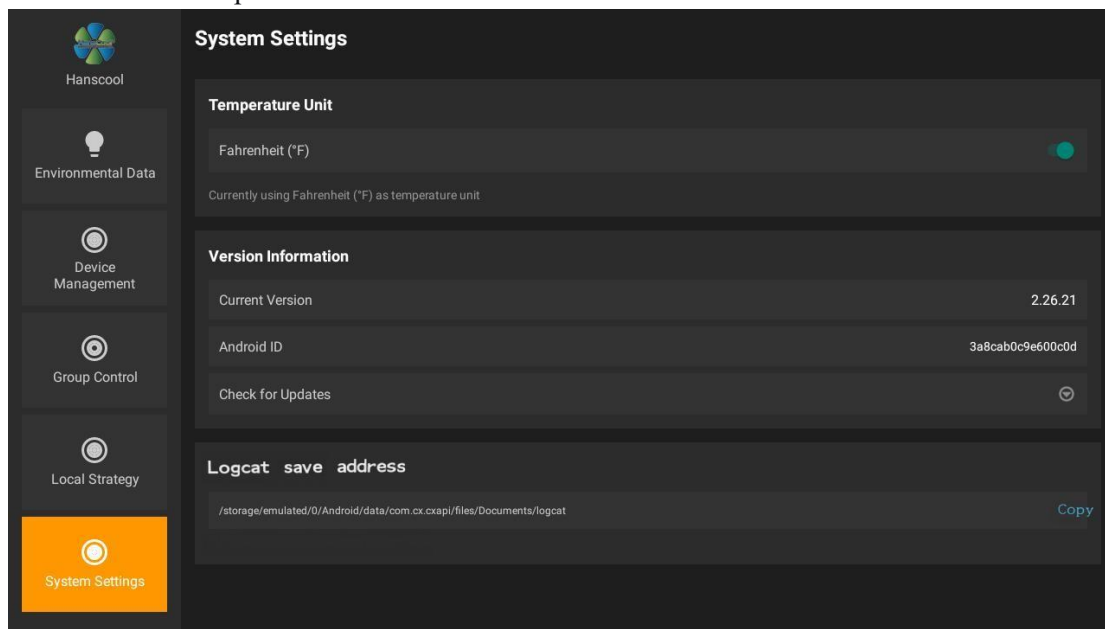 Hanscool
Environmental Data
Device
Management
Group Control
Local Strategy
System Settings
System Settings
Temperature Unit
Fahrenheit (°F)
Currently using Fahrenheit (°F) as temperature unit
Version Information
Current Version 2.26.21
Android ID 3a8cab0c9e600c0d
Check for Updates
Logcat save address
/storage/emulated/0/Android/data/com.cx.cxapi/files/Documents/logcat Copy